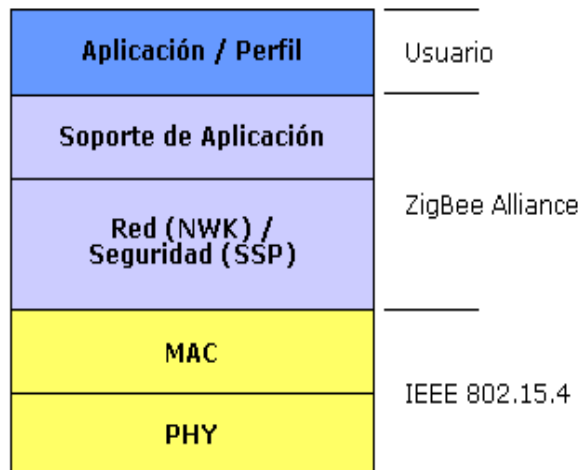 Aplicación / Perfil
Usuario
Soporte de Aplicación
Red (NWK) /
Seguridad (SSP)
ZigBee Alliance
MAC
PHY
IEEE 802.15.4